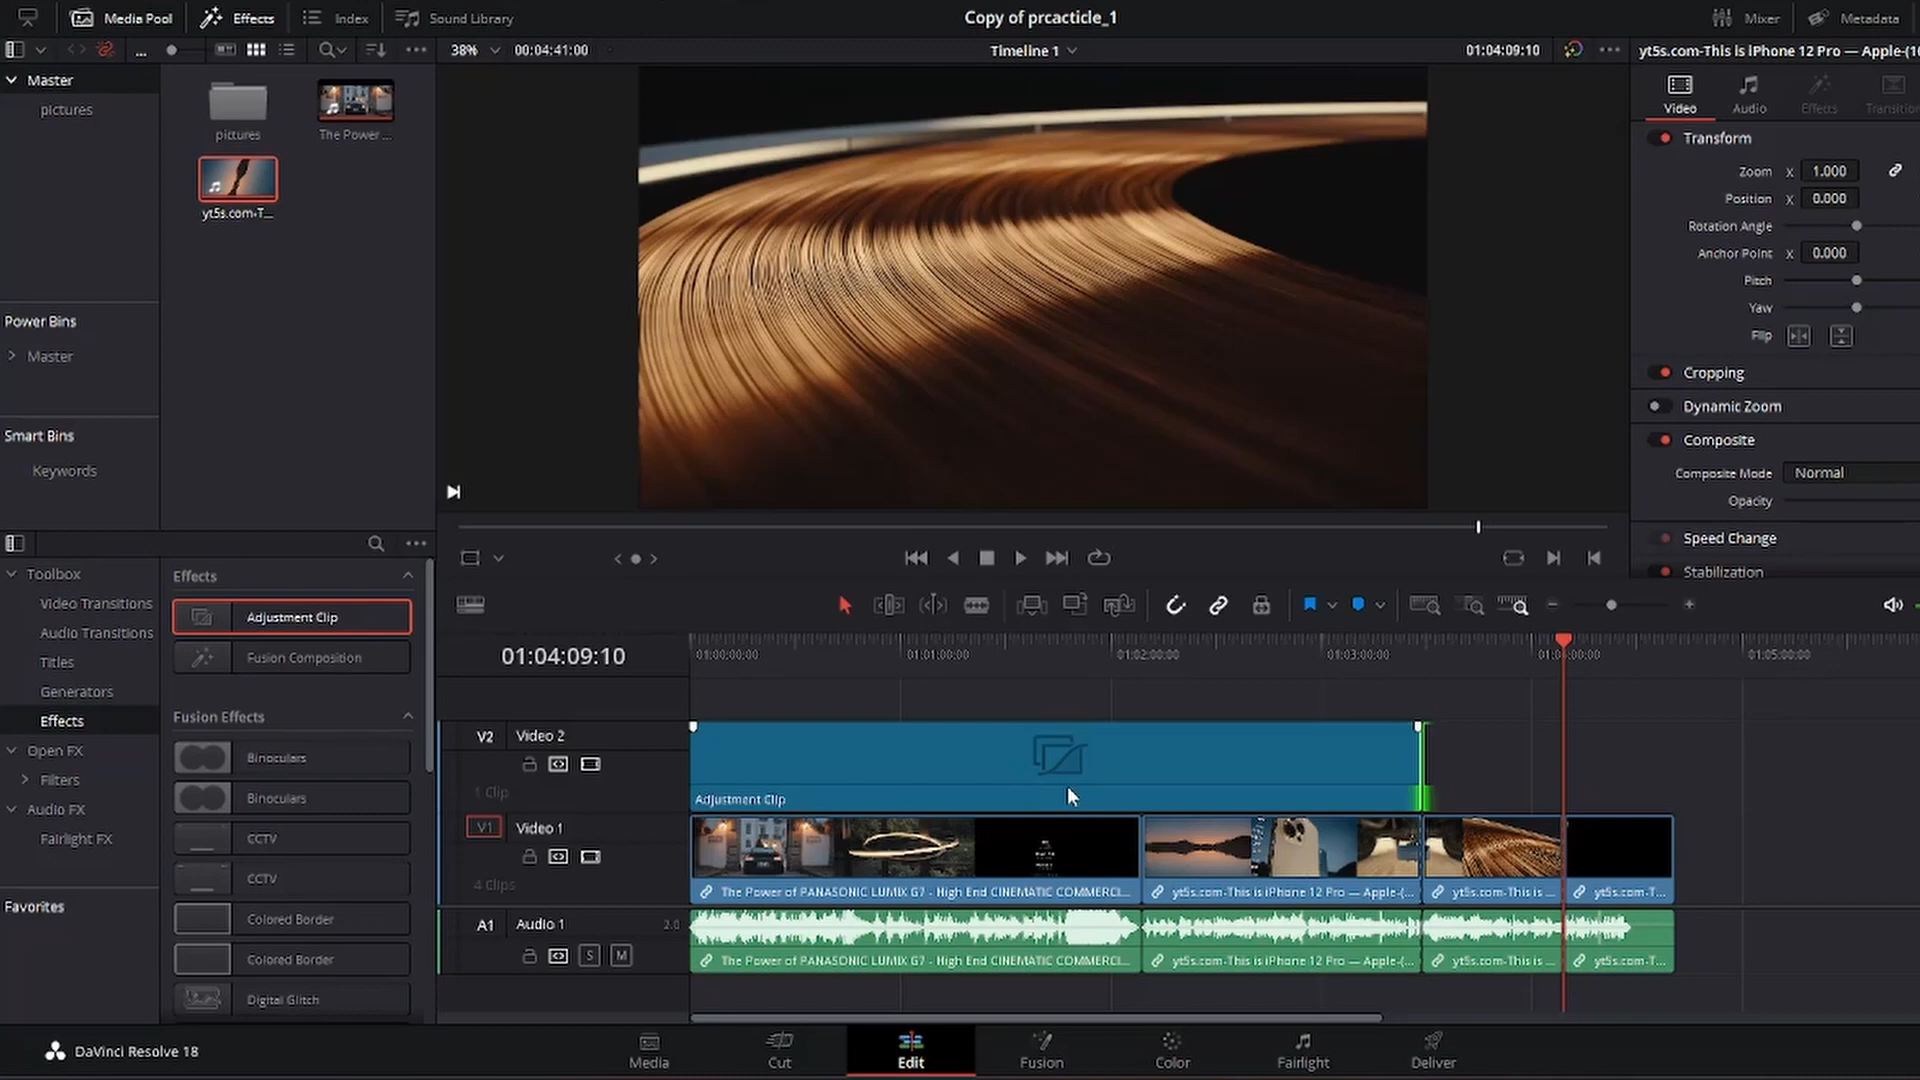 Media Pool
Effects
Index
Sound Library
Copy of prcacticle_1
Mixer
Metadata
...
38%
00:04:41:00
Timeline 1
01:04:09:10
yt5s.com-This is iPhone 12 Pro — Apple-(1
Master
pictures
pictures
The Power ...
yt5s.com-T...
Power Bins
Master
Smart Bins
Keywords
Video
Audio
Effects
Transition
Transform
Zoom X 1.000
Position X 0.000
Rotation Angle
Anchor Point X 0.000
Pitch
Yaw
Flip
Cropping
Dynamic Zoom
Composite
Composite Mode Normal
Opacity
Speed Change
Stabilization
Toolbox
Video Transitions
Audio Transitions
Titles
Generators
Effects
Open FX
Filters
Audio FX
Fairlight FX
Favorites
Effects
Adjustment Clip
Fusion Composition
Fusion Effects
Binoculars
Binoculars
CCTV
CCTV
Colored Border
Colored Border
Digital Glitch
01:04:09:10
01:00:00:00
01:01:00:00
01:02:00:00
01:03:00:00
01:04:00:00
01:05:00:00
V2 Video 2
1 Clip
Adjustment Clip
V1 Video 1
4 Clips
The Power of PANASONIC LUMIX G7 - High End CINEMATIC COMMERCI...
yt5s.com-This is iPhone 12 Pro — Apple-(...
yt5s.com-This is ...
yt5s.com-T...
A1 Audio 1 2.0
S M
The Power of PANASONIC LUMIX G7 - High End CINEMATIC COMMERCI...
yt5s.com-This is iPhone 12 Pro — Apple-(...
yt5s.com-This is ...
yt5s.com-T...
DaVinci Resolve 18
Media
Cut
Edit
Fusion
Color
Fairlight
Deliver